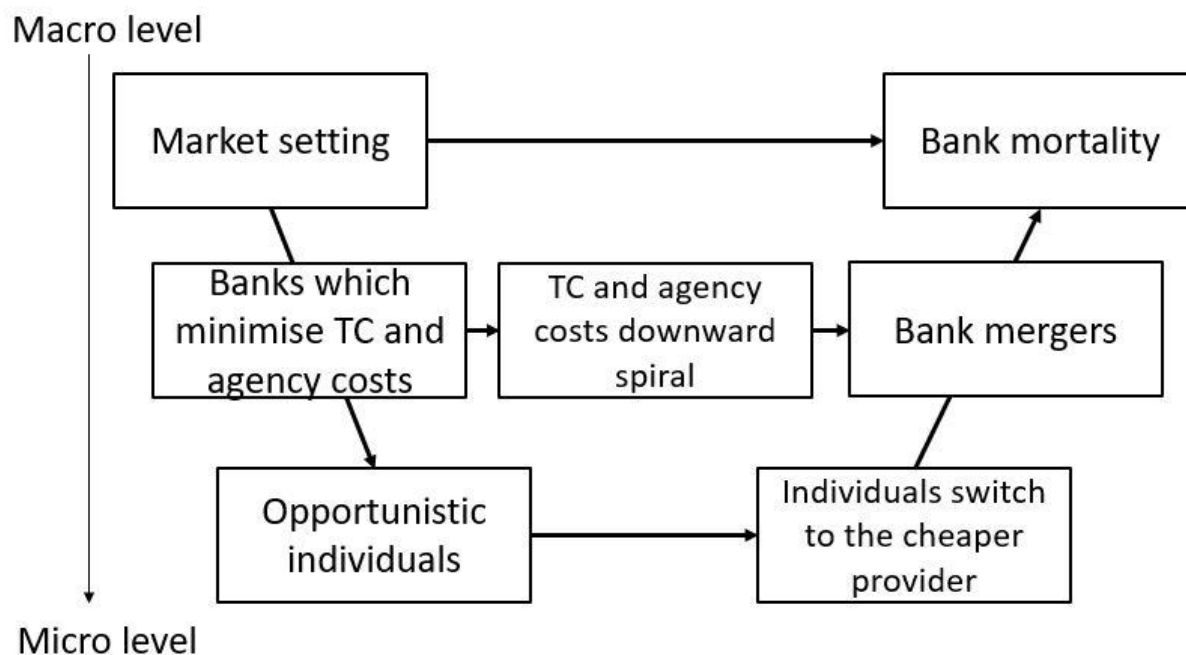 Macro level
Market setting
Bank mortality
Banks which
minimise TC and
agency costs
TC and agency
costs downward
spiral
Bank mergers
Opportunistic
individuals
Individuals switch
to the cheaper
provider
Micro level